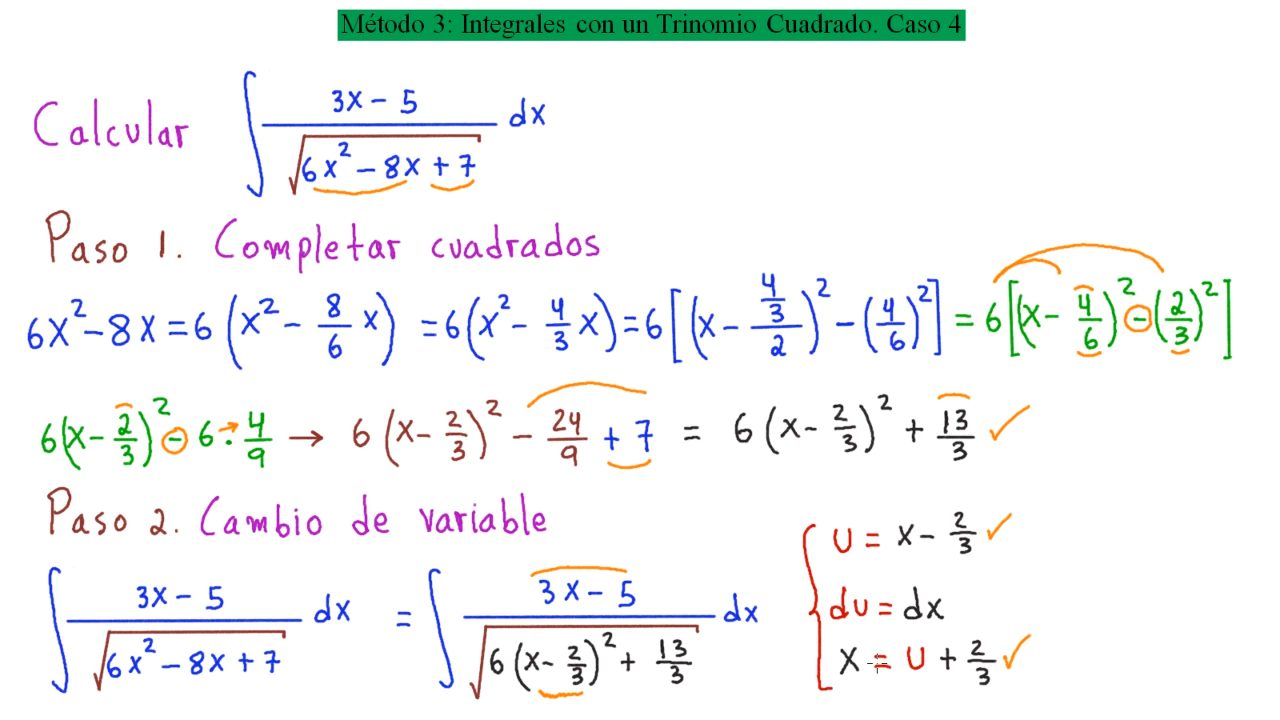 Método 3: Integrales con un Trinomio Cuadrado. Caso 4
Calcular ∫ (3x - 5)/√(6x² - 8x + 7) dx
Paso 1. Completar cuadrados
6x² - 8x = 6(x² - 8/6 x) = 6(x² - 4/3 x) = 6[(x - (4/3)/2)² - (4/6)²] = 6[(x - 4/6)² - (2/3)²]
6(x - 2/3)² - 6 · 4/9 → 6(x - 2/3)² - 24/9 + 7 = 6(x - 2/3)² + 13/3 ✓
Paso 2. Cambio de variable
∫ (3x - 5)/√(6x² - 8x + 7) dx = ∫ (3x - 5)/√(6(x - 2/3)² + 13/3) dx
{ U = x - 2/3 ✓
du = dx
x = U + 2/3 ✓